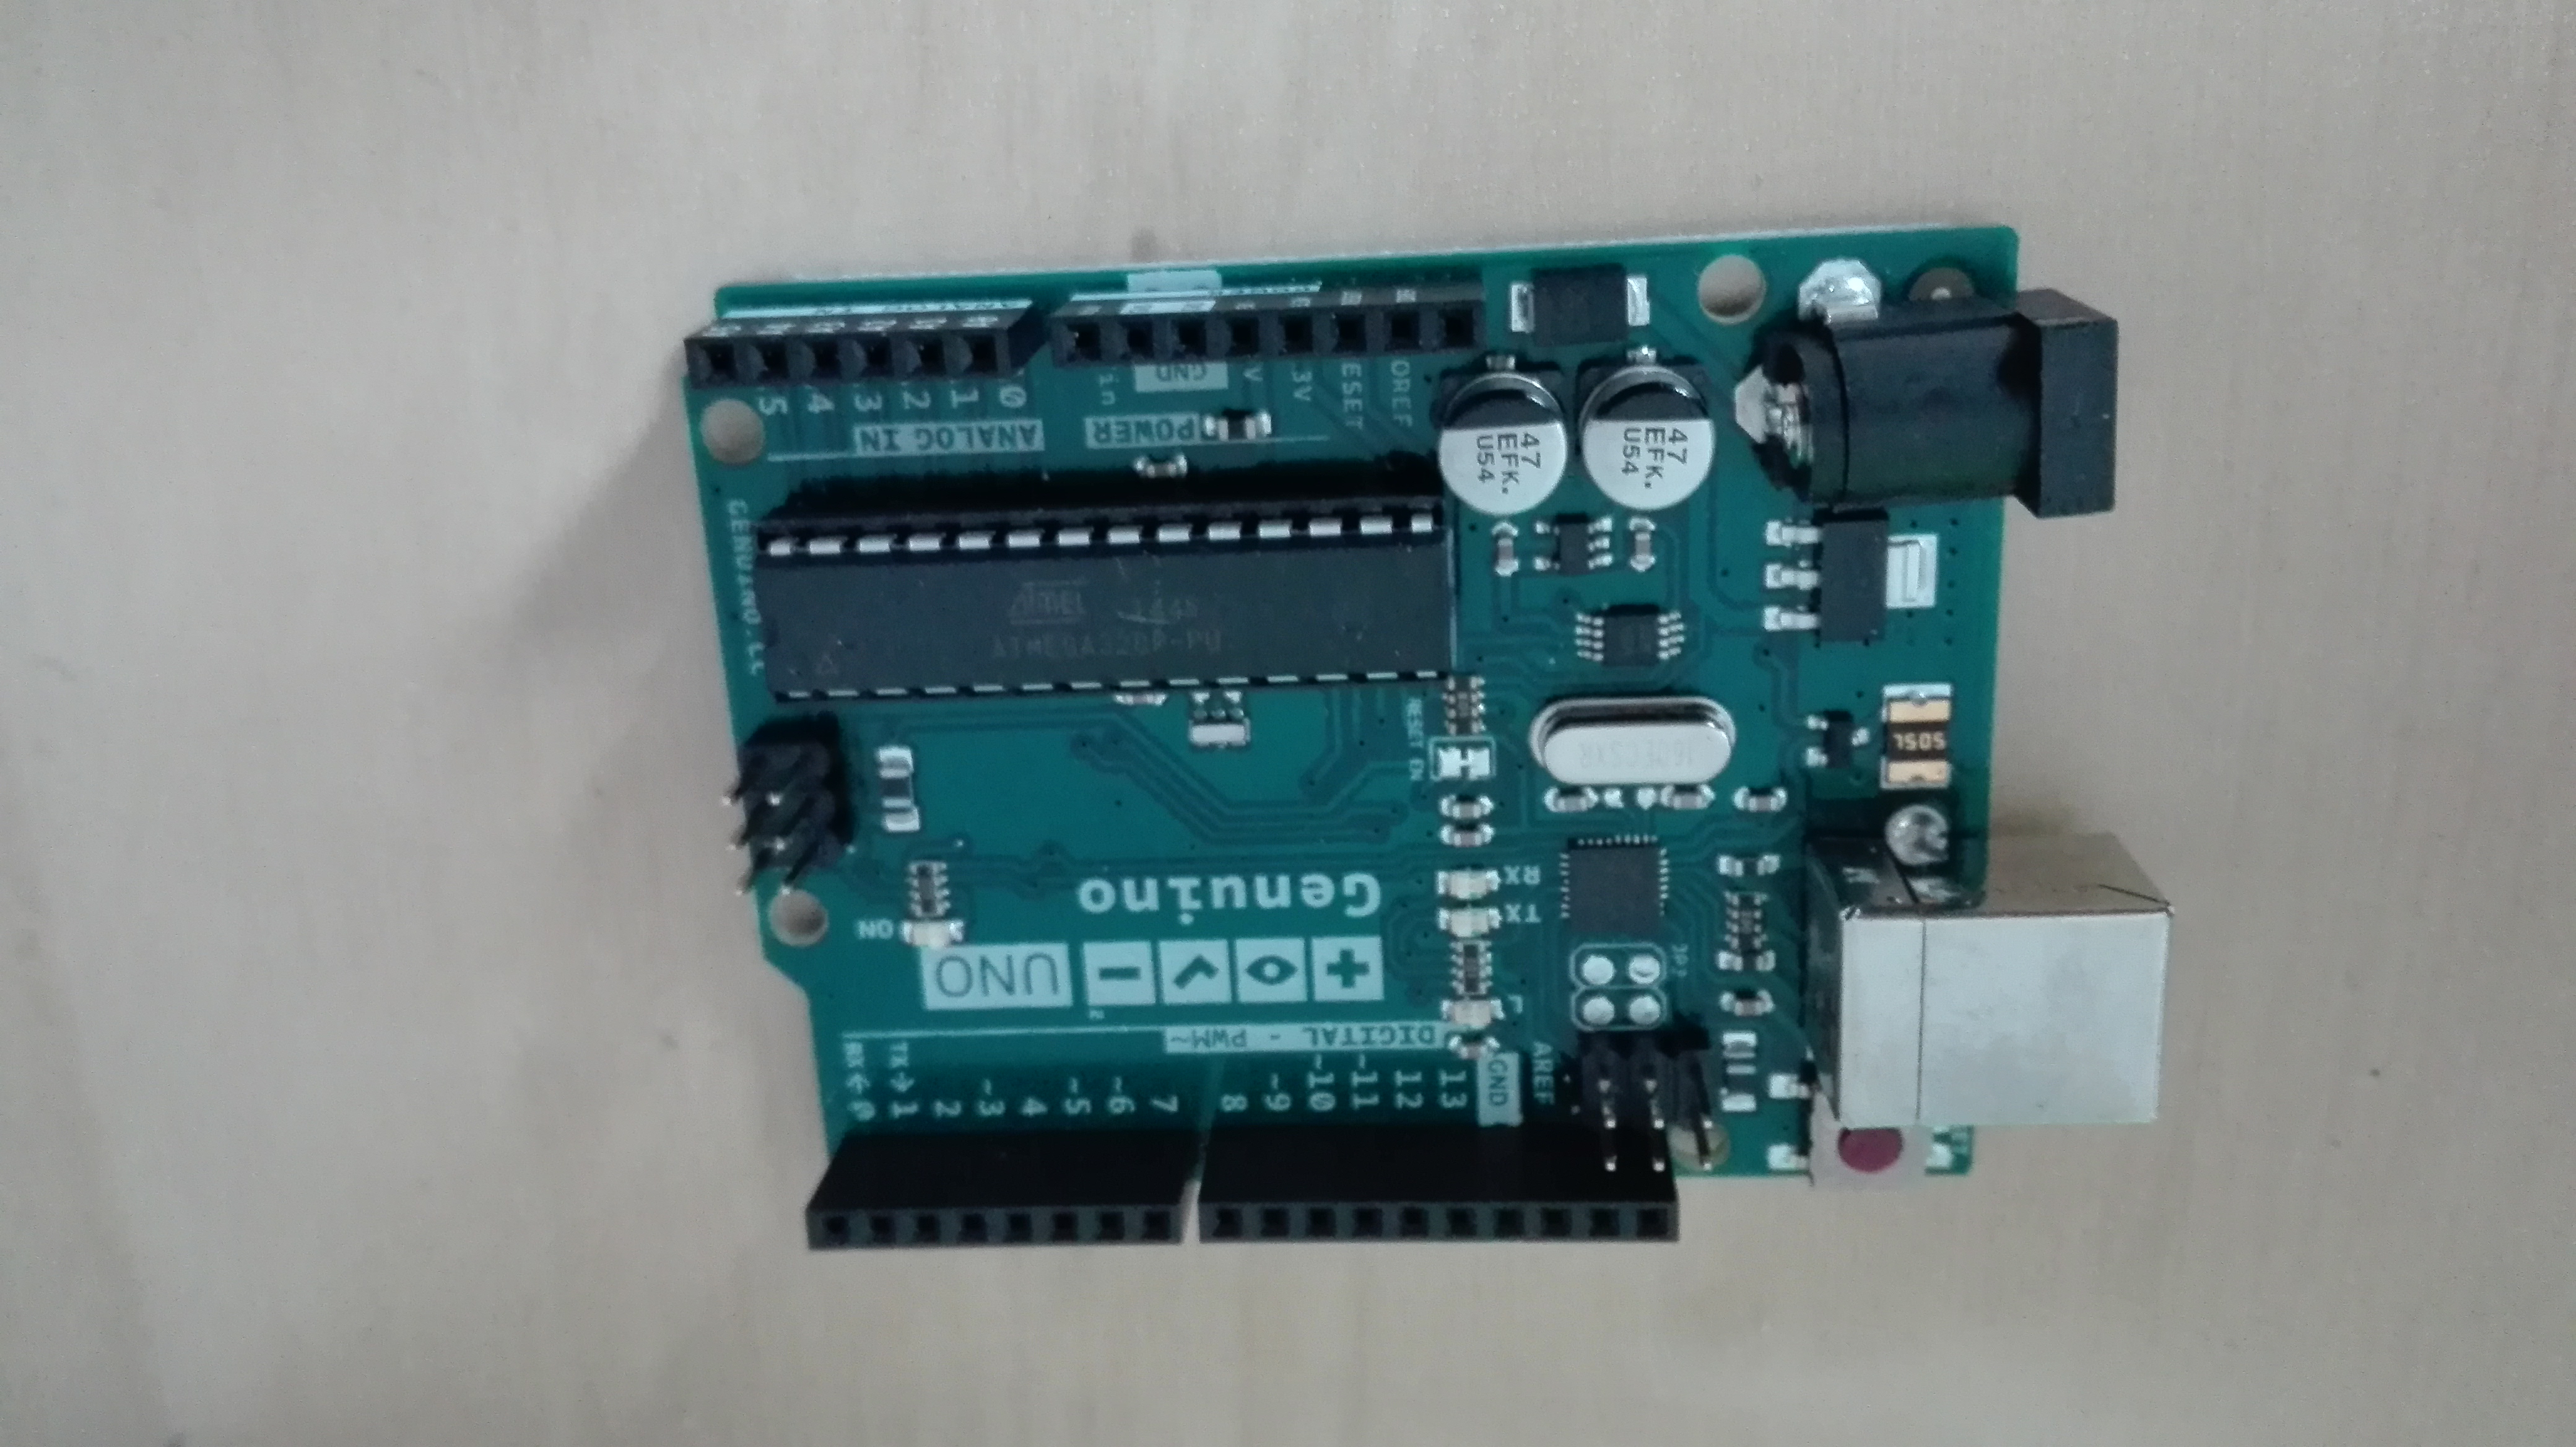 ANALOG IN
0
1
2
3
4
5
POWER
GND
47
EFK.
U54
47
EFK.
U54
GENUINO.CC
ATMEL
ATMEGA328P-PU
RESET EN
Genuino
UNO
ON
RX
TX
L
DIGITAL - PWM~
AREF
GND
13
12
~11
~10
~9
8
7
~6
~5
4
~3
2
TX→1
RX←0